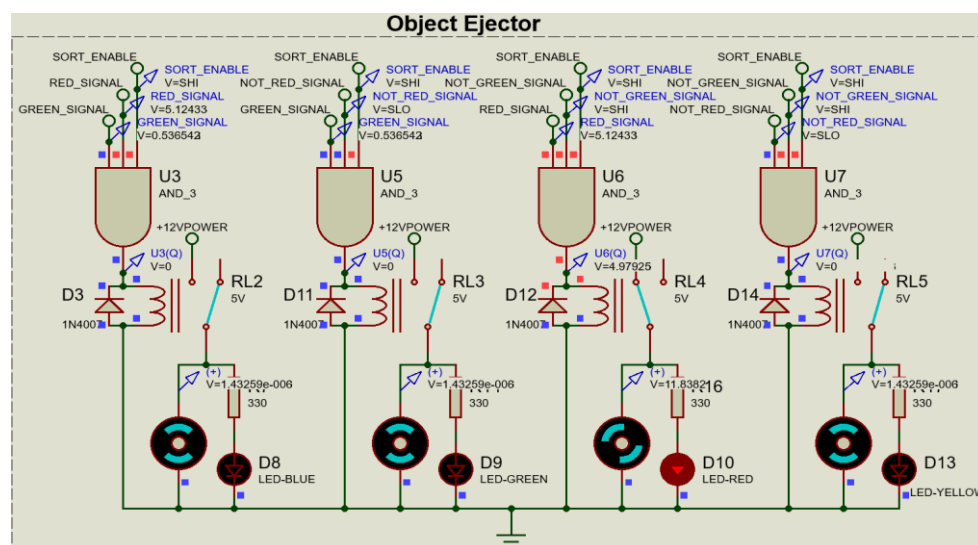 Object Ejector
SORT_ENABLE
SORT_ENABLE
V=SHI
RED_SIGNAL
RED_SIGNAL
V=5.12433
GREEN_SIGNAL
GREEN_SIGNAL
V=0.536542
U3
AND_3
+12VPOWER
U3(Q)
V=0
RL2
5V
D3
1N4007
(+)
V=1.43259e-006
330
D8
LED-BLUE
SORT_ENABLE
SORT_ENABLE
V=SHI
NOT_RED_SIGNAL
NOT_RED_SIGNAL
V=SLO
GREEN_SIGNAL
GREEN_SIGNAL
V=0.536542
U5
AND_3
+12VPOWER
U5(Q)
V=0
RL3
5V
D11
1N4007
(+)
V=1.43259e-006
330
D9
LED-GREEN
SORT_ENABLE
SORT_ENABLE
V=SHI
NOT_GREEN_SIGNAL
NOT_GREEN_SIGNAL
V=SHI
RED_SIGNAL
RED_SIGNAL
V=5.12433
U6
AND_3
+12VPOWER
U6(Q)
V=4.97925
RL4
5V
D12
1N4007
(+)
V=11.8382
330
D10
LED-RED
SORT_ENABLE
SORT_ENABLE
V=SHI
NOT_GREEN_SIGNAL
NOT_GREEN_SIGNAL
V=SHI
NOT_RED_SIGNAL
NOT_RED_SIGNAL
V=SLO
U7
AND_3
U7(Q)
V=0
RL5
5V
D14
1N4007
(+)
V=1.43259e-006
330
D13
LED-YELLOW